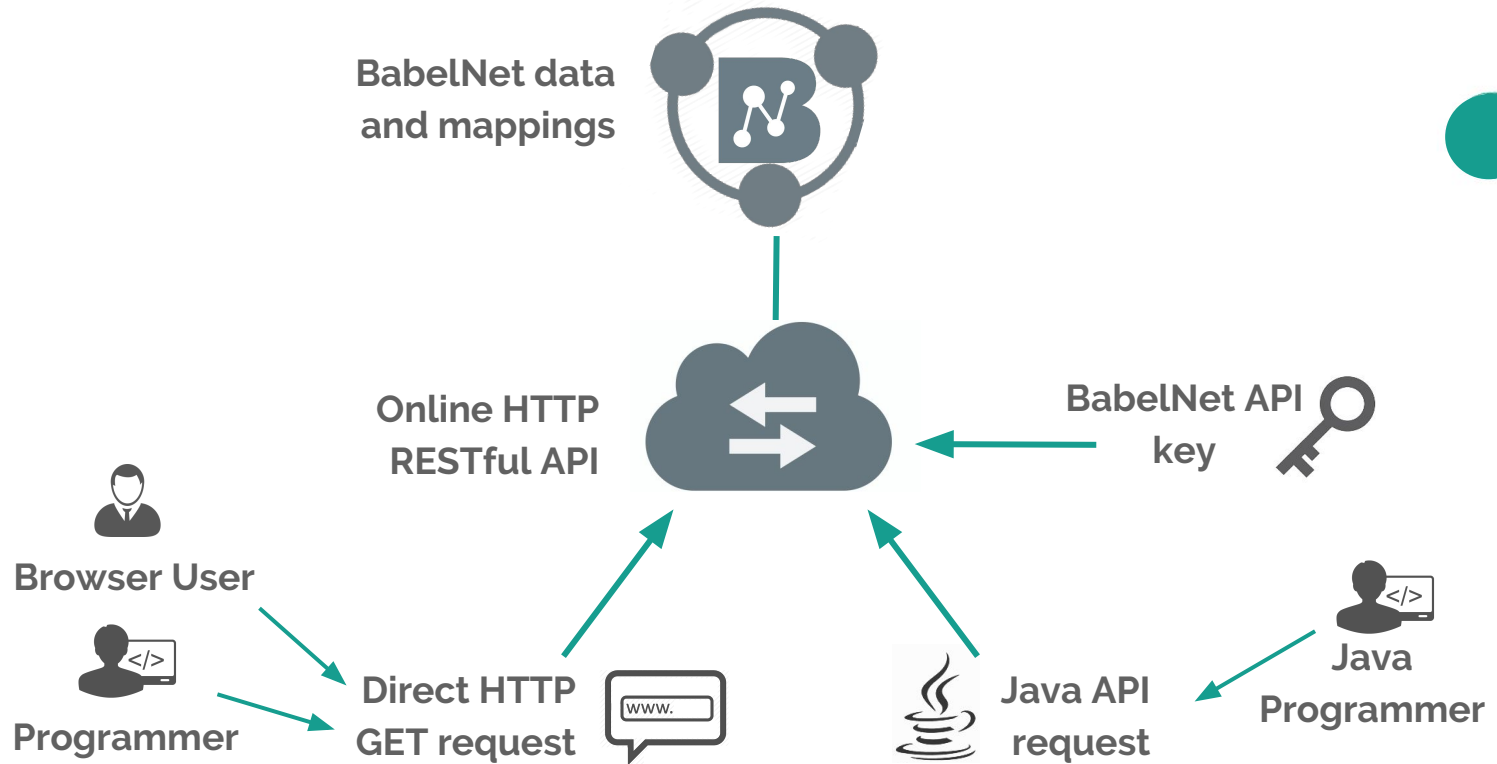 BabelNet data
and mappings
B
N
Online HTTP
RESTful API
BabelNet API
key
Browser User
</>
Programmer
Direct HTTP
GET request
www.
Java API
request
</>
Java
Programmer